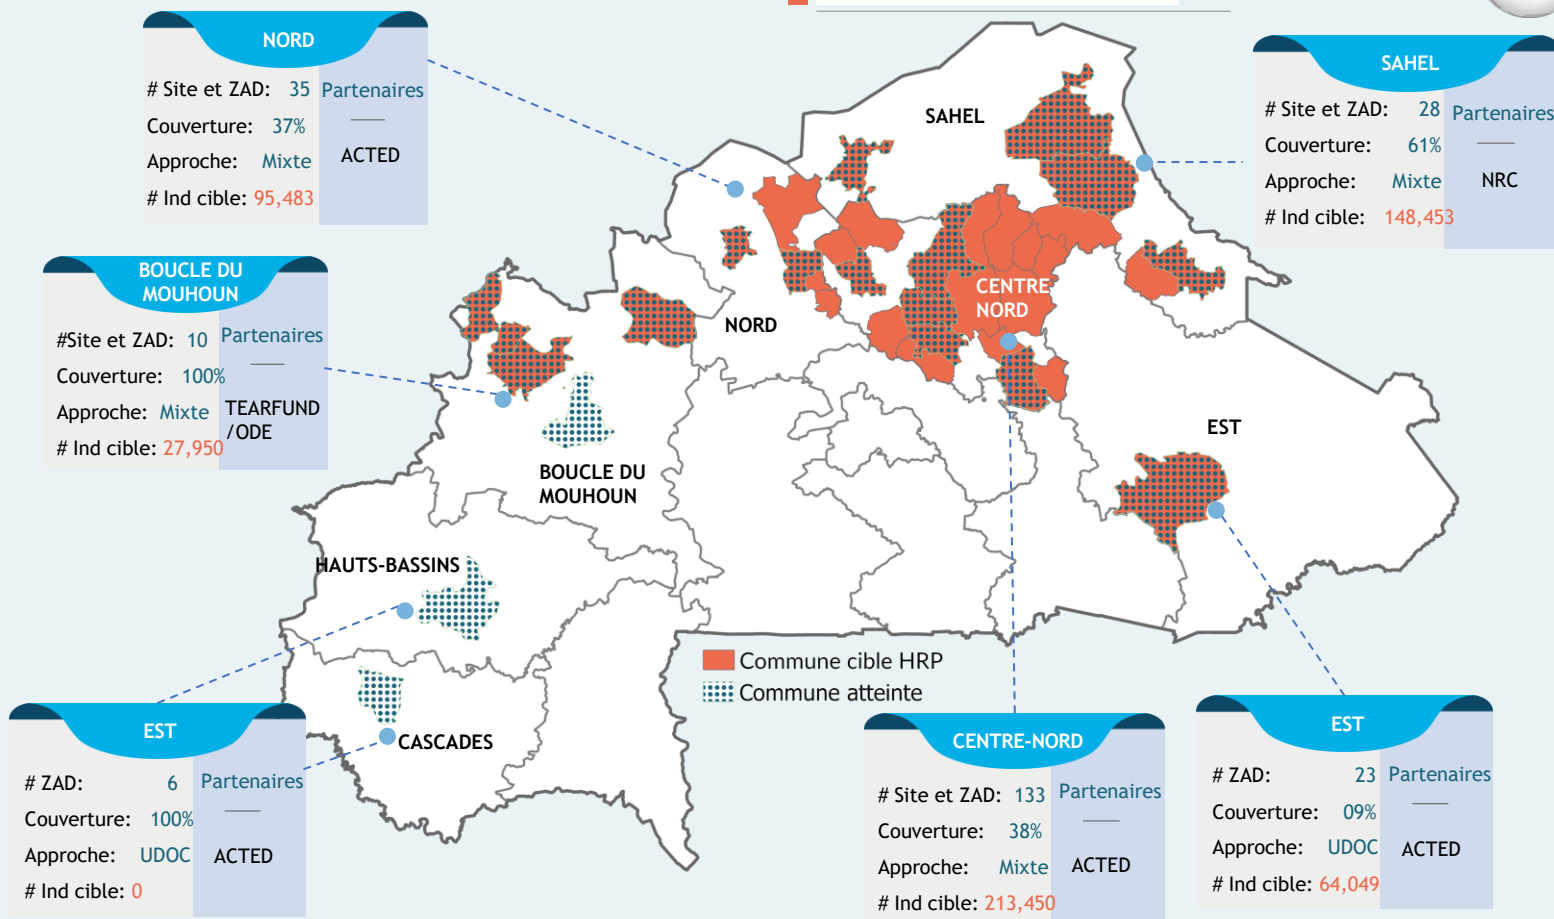 NORD
# Site et ZAD: 35
Couverture: 37%
Approche: Mixte
# Ind cible: 95,483
Partenaires
ACTED
SAHEL
# Site et ZAD: 28
Couverture: 61%
Approche: Mixte
# Ind cible: 148,453
Partenaires
NRC
BOUCLE DU
MOUHOUN
#Site et ZAD: 10
Couverture: 100%
Approche: Mixte
# Ind cible: 27,950
Partenaires
TEARFUND
/ODE
SAHEL
CENTRE
NORD
NORD
EST
BOUCLE DU
MOUHOUN
HAUTS-BASSINS
CASCADES
Commune cible HRP
Commune atteinte
EST
# ZAD: 6
Couverture: 100%
Approche: UDOC
# Ind cible: 0
Partenaires
ACTED
CENTRE-NORD
# Site et ZAD: 133
Couverture: 38%
Approche: Mixte
# Ind cible: 213,450
Partenaires
ACTED
EST
# ZAD: 23
Couverture: 09%
Approche: UDOC
# Ind cible: 64,049
Partenaires
ACTED